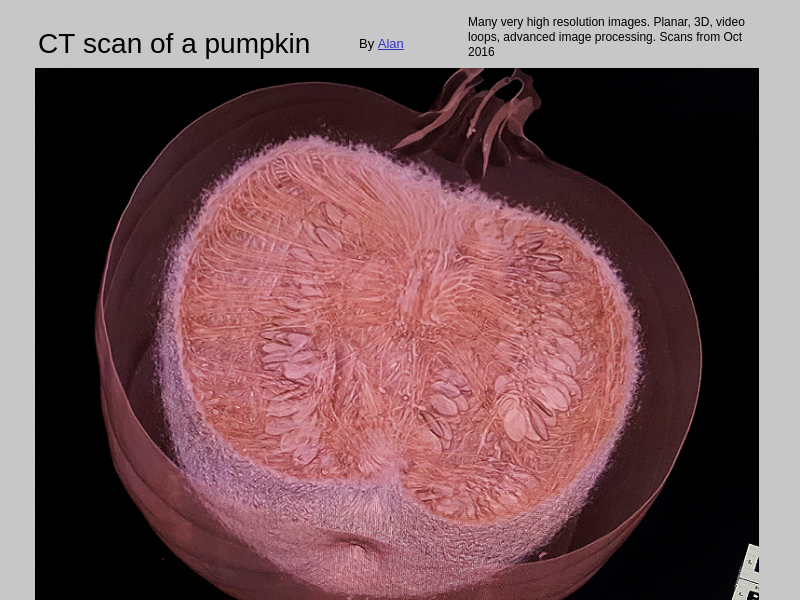 CT scan of a pumpkin
By Alan
Many very high resolution images. Planar, 3D, video
loops, advanced image processing. Scans from Oct
2016